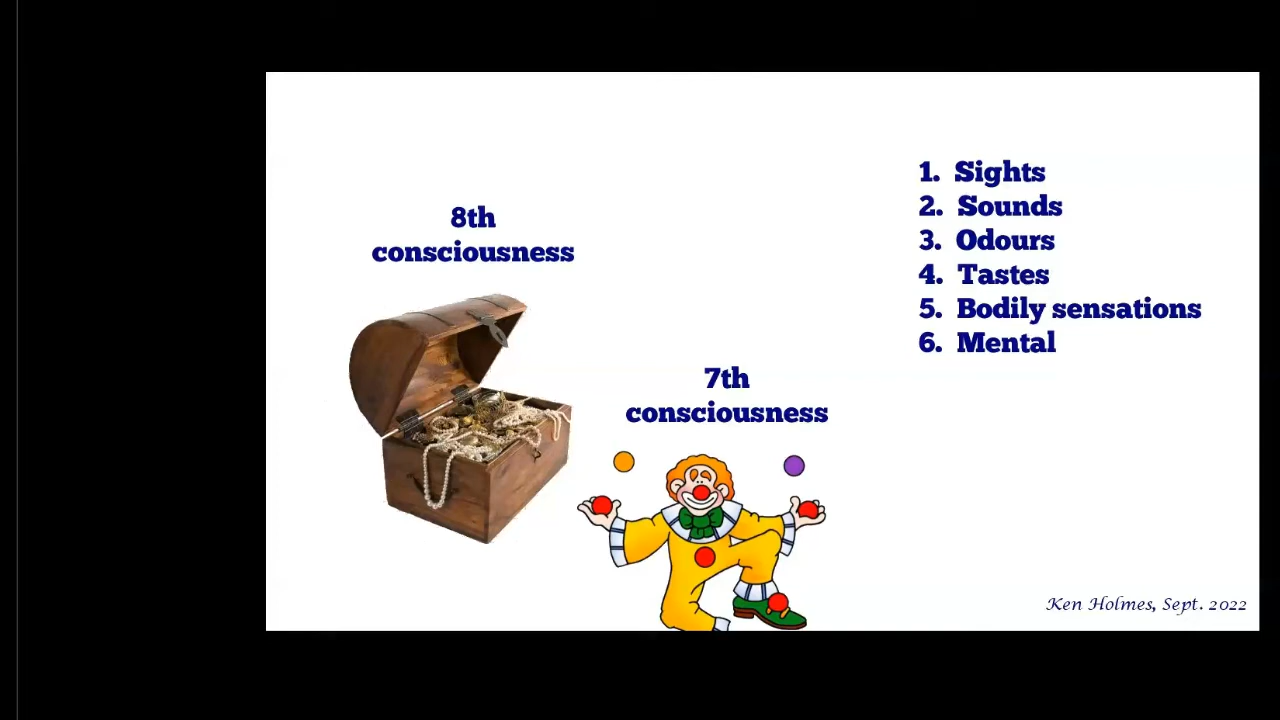 8th
consciousness
7th
consciousness
1. Sights
2. Sounds
3. Odours
4. Tastes
5. Bodily sensations
6. Mental
Ken Holmes, Sept. 2022